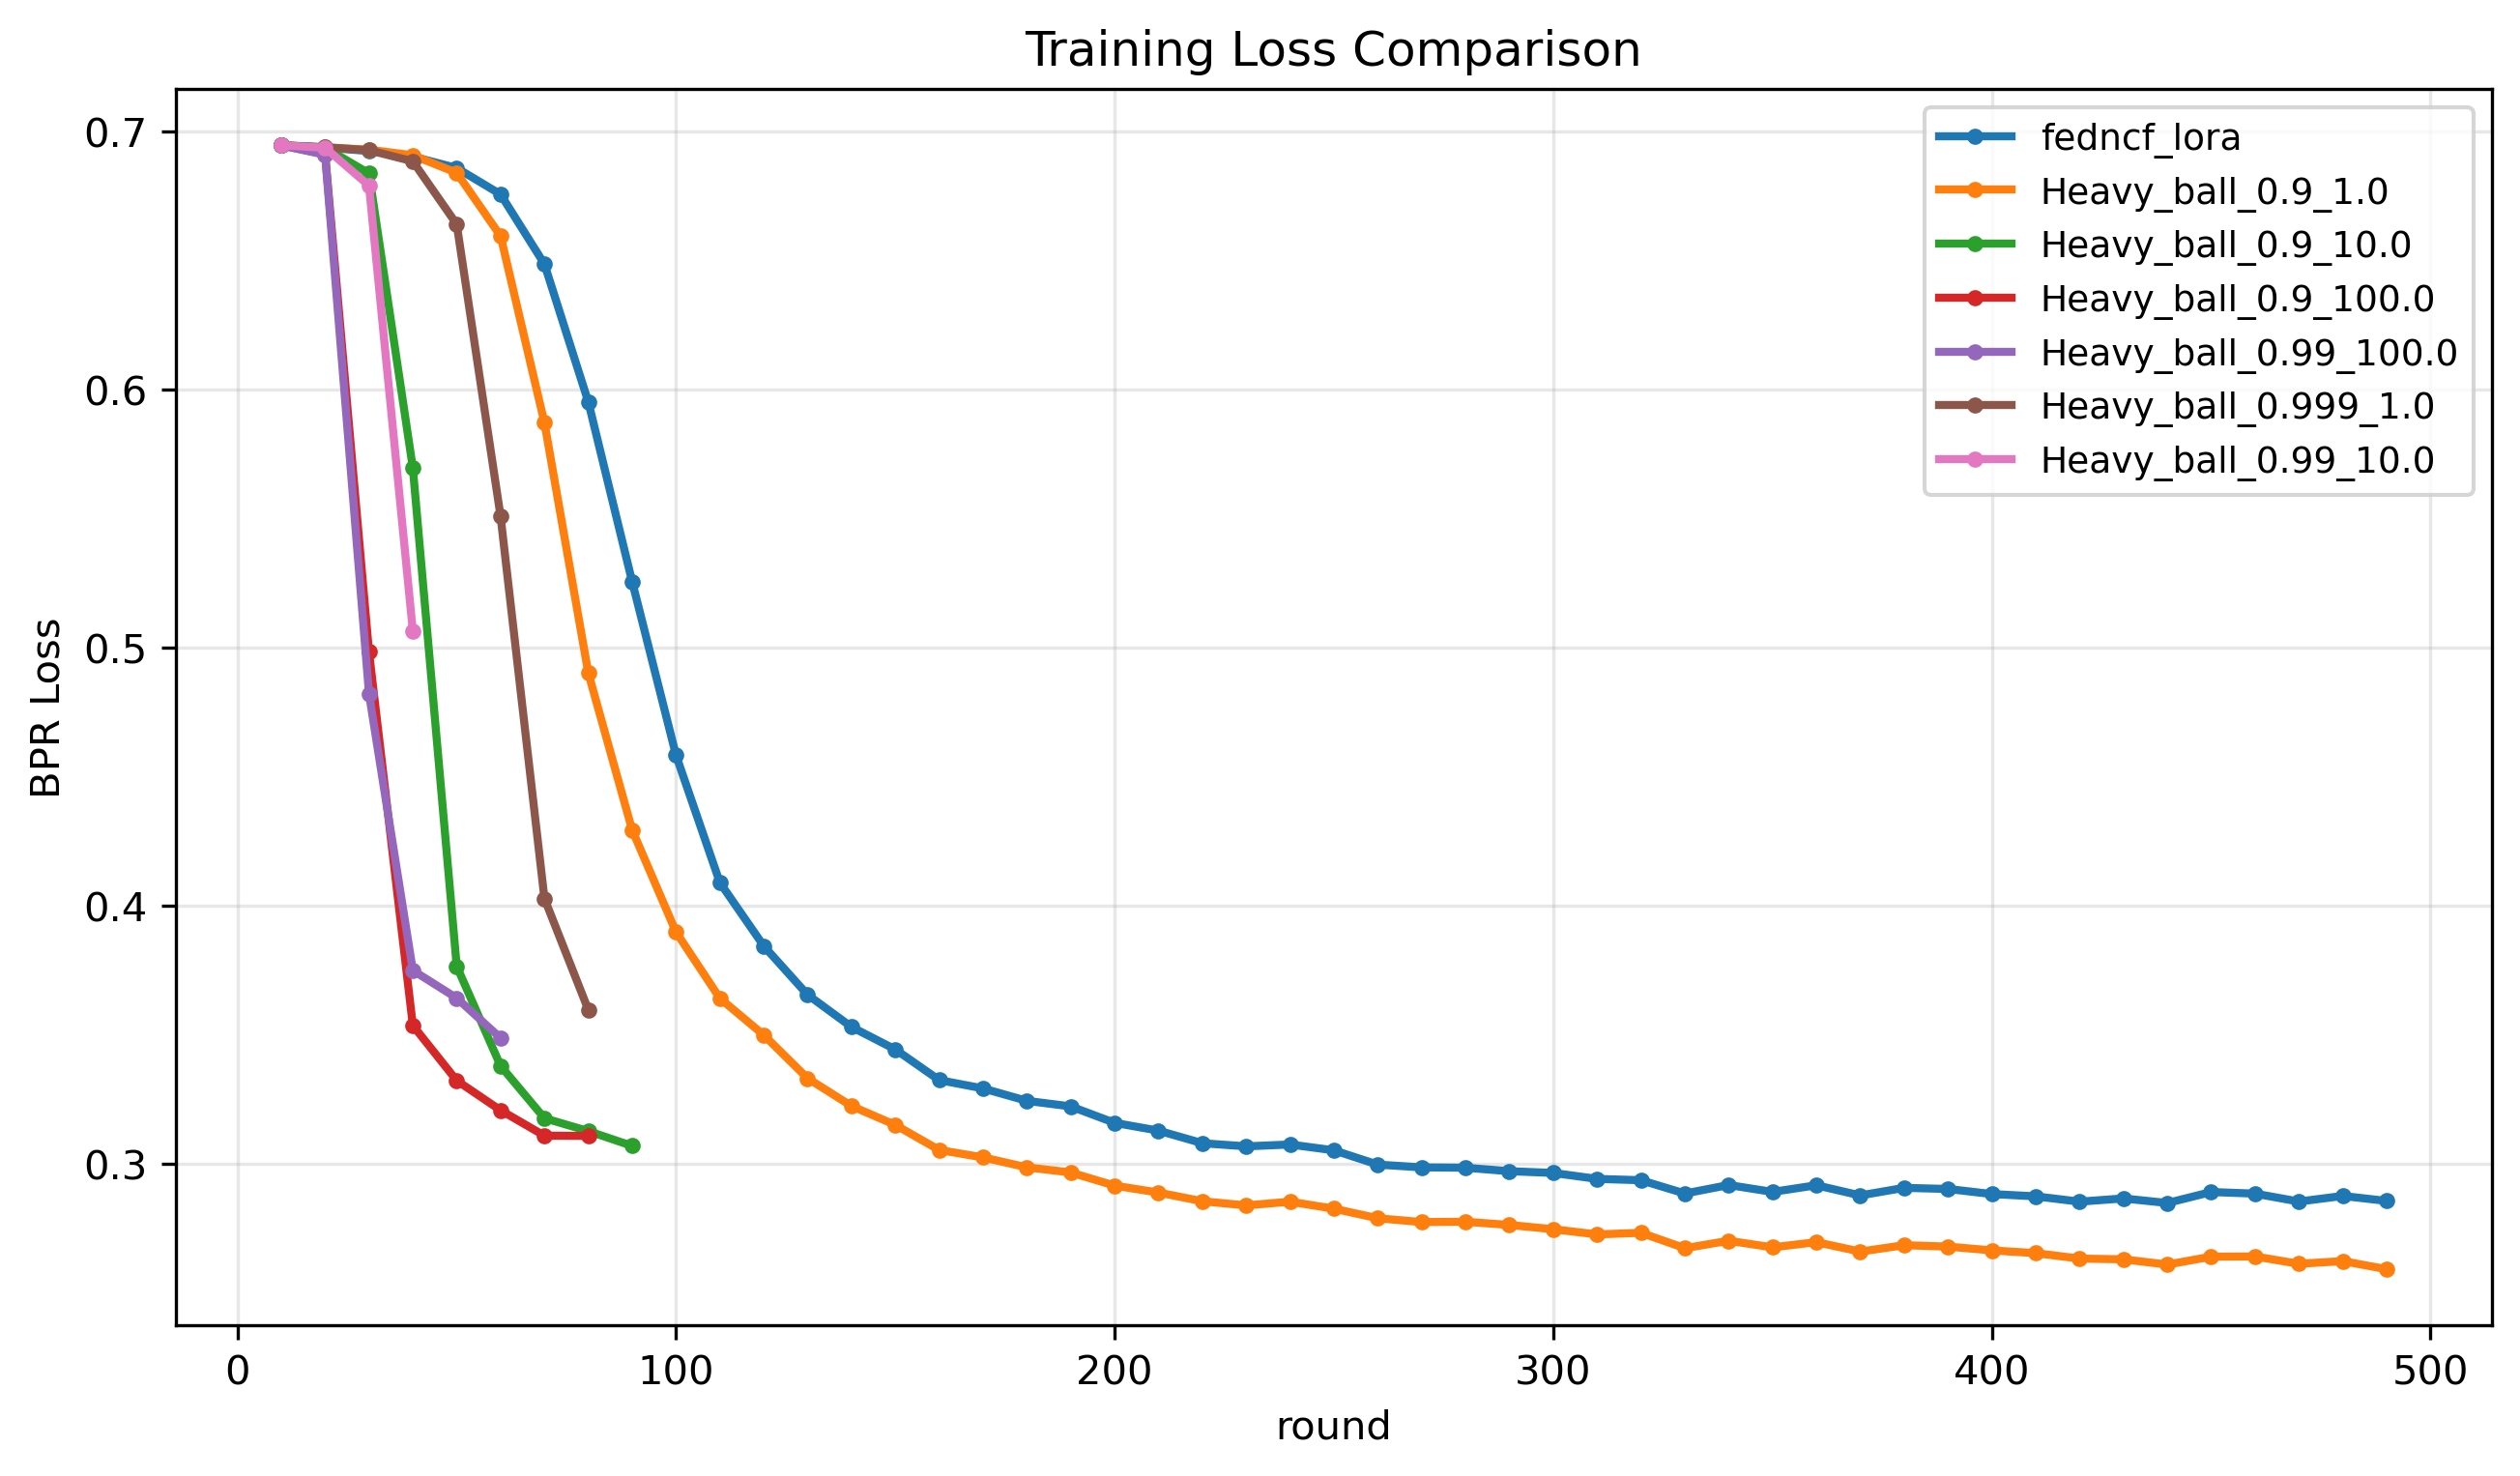 Training Loss Comparison
BPR Loss
0.7
0.6
0.5
0.4
0.3
fedncf_lora
Heavy_ball_0.9_1.0
Heavy_ball_0.9_10.0
Heavy_ball_0.9_100.0
Heavy_ball_0.99_100.0
Heavy_ball_0.999_1.0
Heavy_ball_0.99_10.0
0 100 200 300 400 500
round